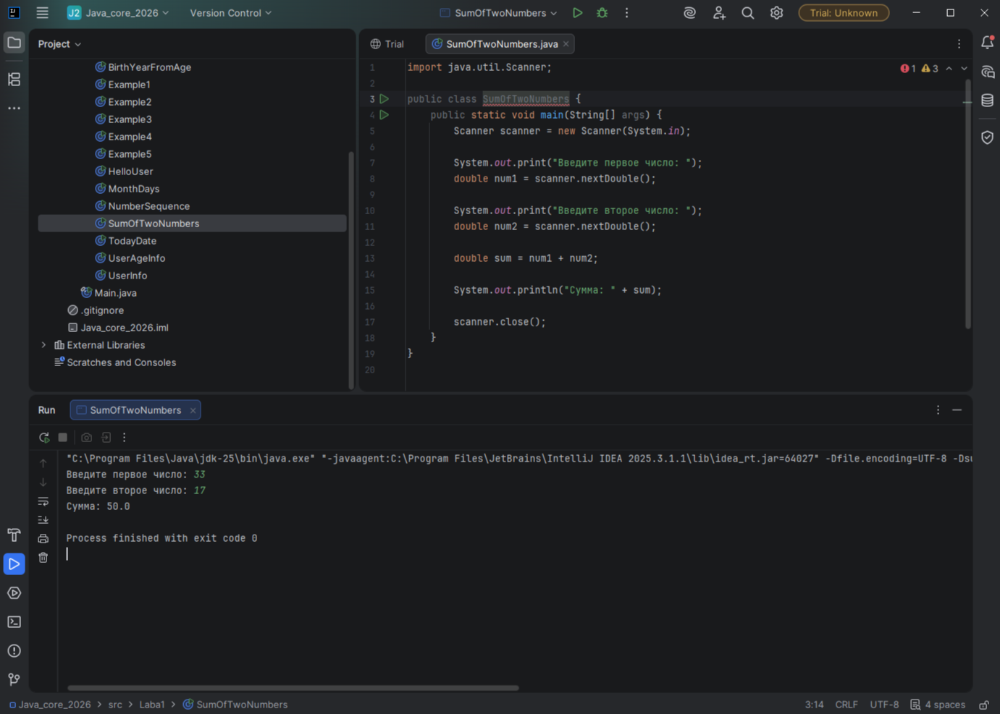 J2 Java_core_2026 Version Control SumOfTwoNumbers Trial: Unknown
Project
BirthYearFromAge
Example1
Example2
Example3
Example4
Example5
HelloUser
MonthDays
NumberSequence
SumOfTwoNumbers
TodayDate
UserAgeInfo
UserInfo
Main.java
.gitignore
Java_core_2026.iml
External Libraries
Scratches and Consoles
Trial SumOfTwoNumbers.java
1 3
1 import java.util.Scanner;
2
3 public class SumOfTwoNumbers {
4 public static void main(String[] args) {
5 Scanner scanner = new Scanner(System.in);
6
7 System.out.print("Введите первое число: ");
8 double num1 = scanner.nextDouble();
9
10 System.out.print("Введите второе число: ");
11 double num2 = scanner.nextDouble();
12
13 double sum = num1 + num2;
14
15 System.out.println("Сумма: " + sum);
16
17 scanner.close();
18 }
19 }
20
Run SumOfTwoNumbers
"C:\Program Files\Java\jdk-25\bin\java.exe" "-javaagent:C:\Program Files\JetBrains\IntelliJ IDEA 2025.3.1.1\lib\idea_rt.jar=64027" -Dfile.encoding=UTF-8 -Dsu
Введите первое число: 33
Введите второе число: 17
Сумма: 50.0
Process finished with exit code 0
Java_core_2026 src Laba1 SumOfTwoNumbers 3:14 CRLF UTF-8 4 spaces